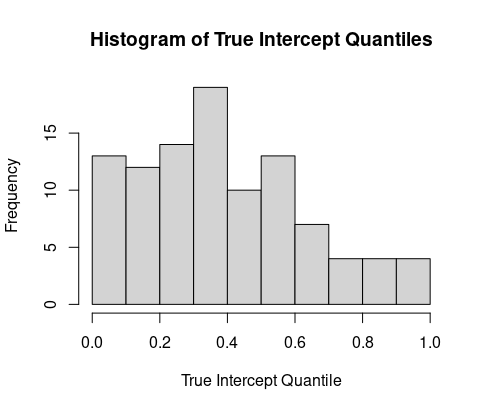 Histogram of True Intercept Quantiles
Frequency
15
10
5
0
0.0 0.2 0.4 0.6 0.8 1.0
True Intercept Quantile